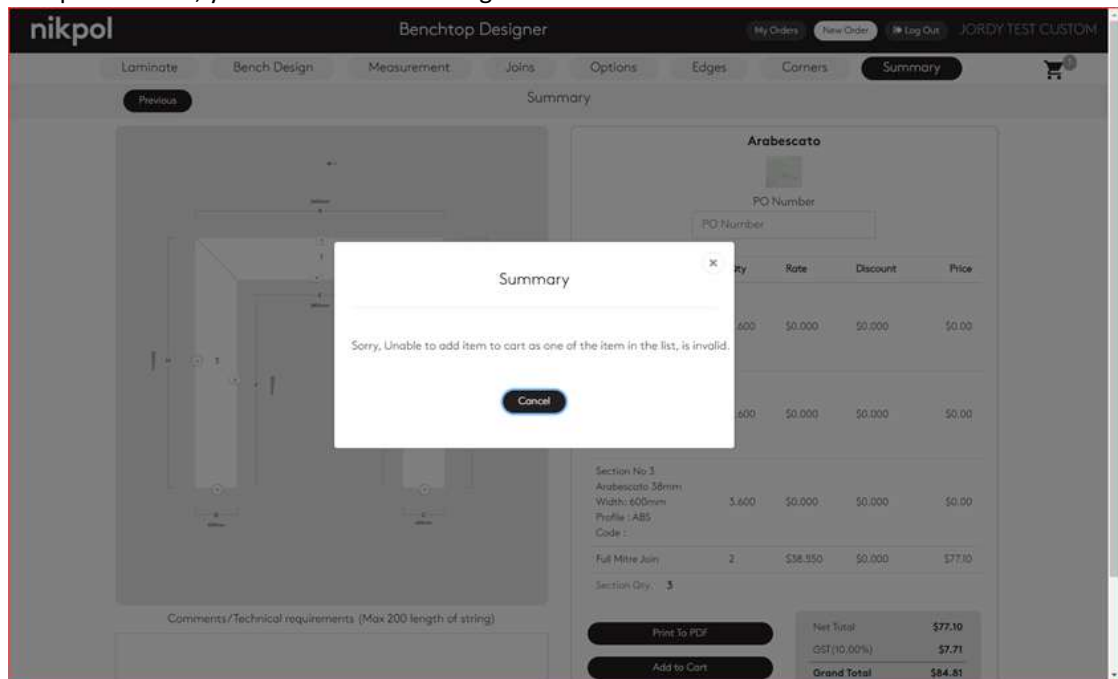 nikpol
Benchtop Designer
My Orders New Order Log Out JORDY TEST CUSTOM
Laminate Bench Design Measurement Joins Options Edges Corners Summary
Previous
Summary
Arabescato
PO Number
PO Number
Qty Rate Discount Price
Summary
.600 $0.000 $0.000 $0.00
Sorry, Unable to add item to cart as one of the item in the list, is invalid.
Cancel
.600 $0.000 $0.000 $0.00
Section No 3
Arabescato 38mm
Width: 600mm
Profile : ABS
Code :
3.600 $0.000 $0.000 $0.00
Full Mitre Join 2 $38.550 $0.000 $77.10
Section Qty. 3
Comments/Technical requirements (Max 200 length of string)
Print To PDF
Add to Cart
Net Total $77.10
GST(10.00%) $7.71
Grand Total $84.81